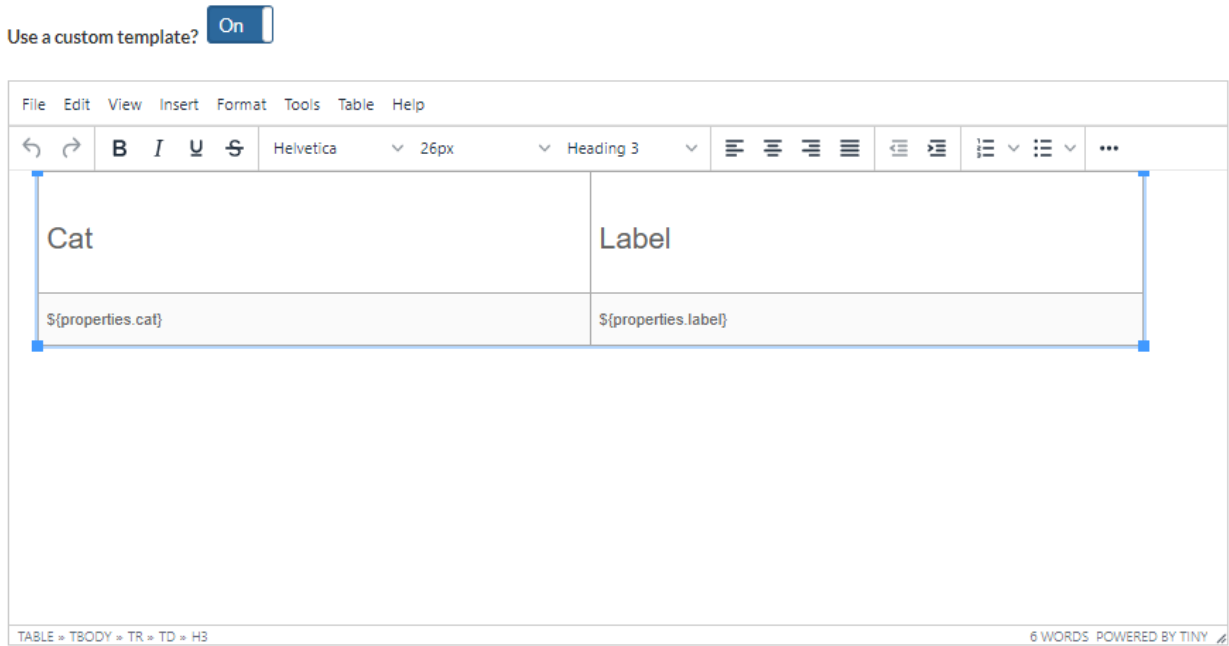 Use a custom template? On
File Edit View Insert Format Tools Table Help
B I U S Helvetica 26px Heading 3
Cat Label
${properties.cat} ${properties.label}
TABLE » TBODY » TR » TD » H3 6 WORDS POWERED BY TINY